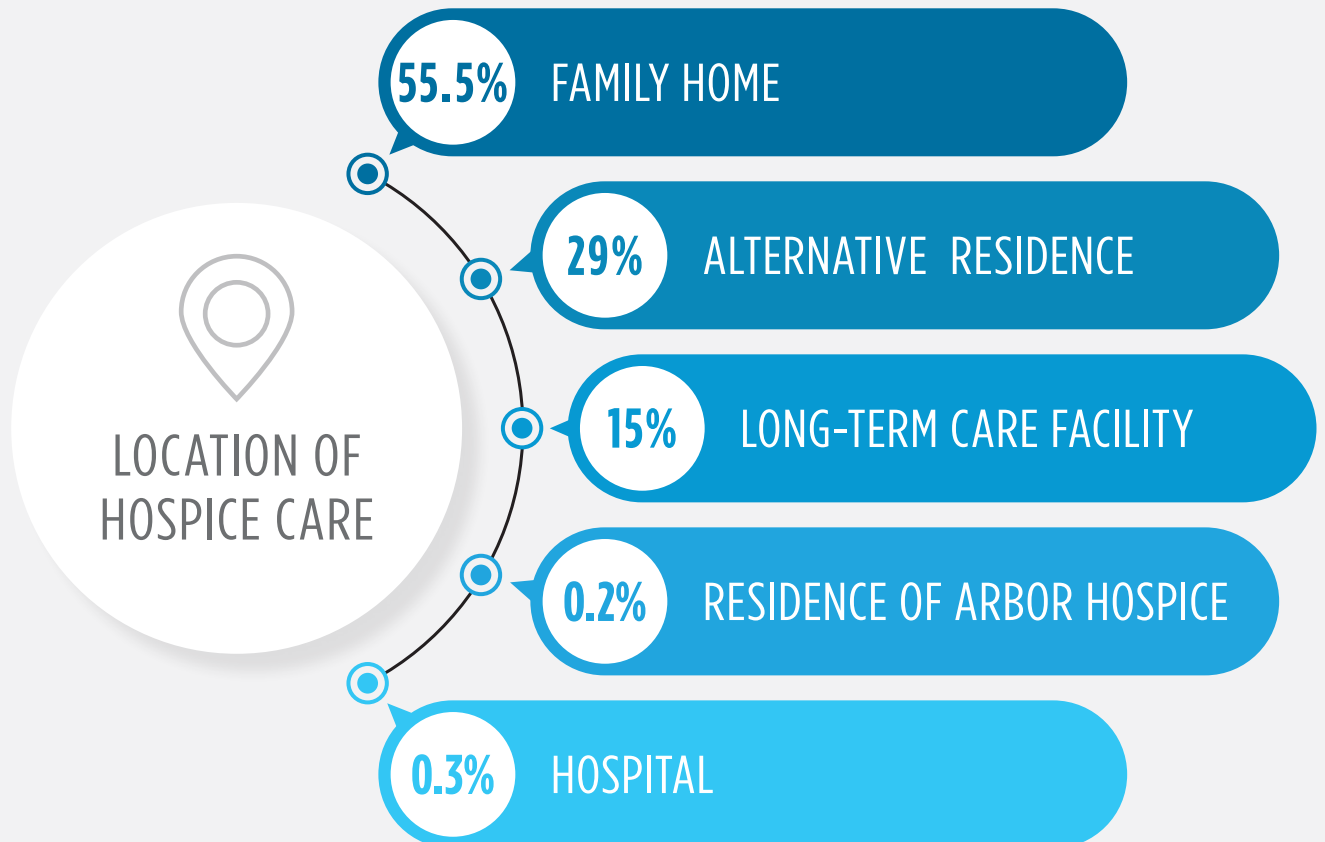 LOCATION OF
HOSPICE CARE
55.5% FAMILY HOME
29% ALTERNATIVE RESIDENCE
15% LONG-TERM CARE FACILITY
0.2% RESIDENCE OF ARBOR HOSPICE
0.3% HOSPITAL